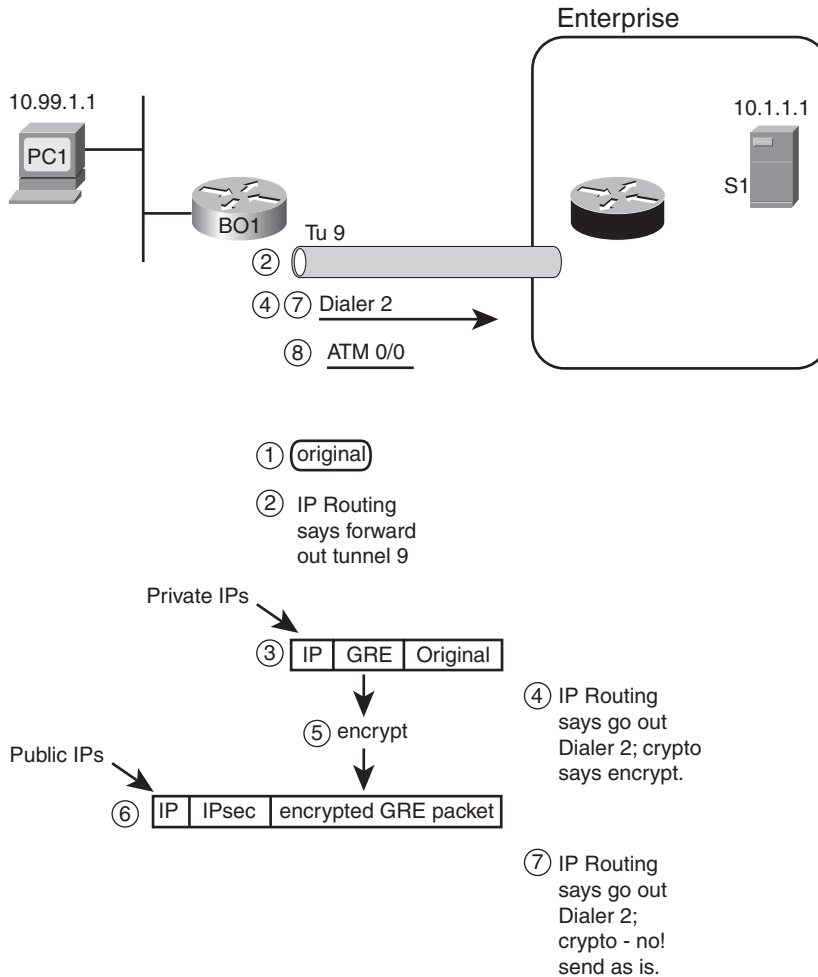 Enterprise
10.99.1.1
PC1
BO1
10.1.1.1
S1
Tu 9
2
4 7 Dialer 2
8 ATM 0/0
1 original
2 IP Routing
says forward
out tunnel 9
Private IPs
3 IP GRE Original
4 IP Routing
says go out
Dialer 2; crypto
says encrypt.
5 encrypt
Public IPs
6 IP IPsec encrypted GRE packet
7 IP Routing
says go out
Dialer 2;
crypto - no!
send as is.